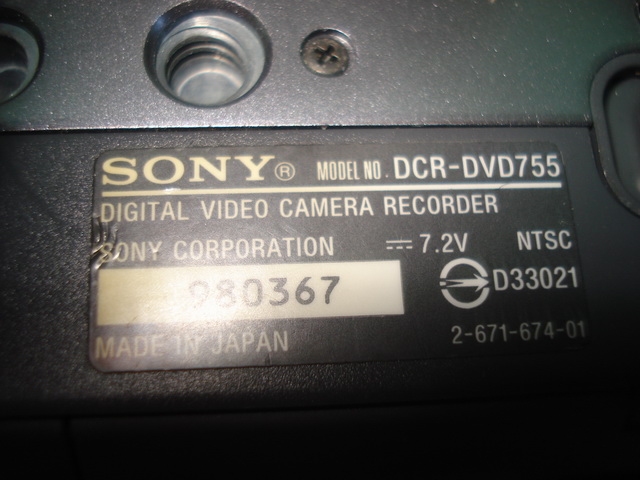 SONY® MODEL NO. DCR-DVD755
DIGITAL VIDEO CAMERA RECORDER
SONY CORPORATION 7.2V NTSC
980367 D33021
MADE IN JAPAN 2-671-674-01